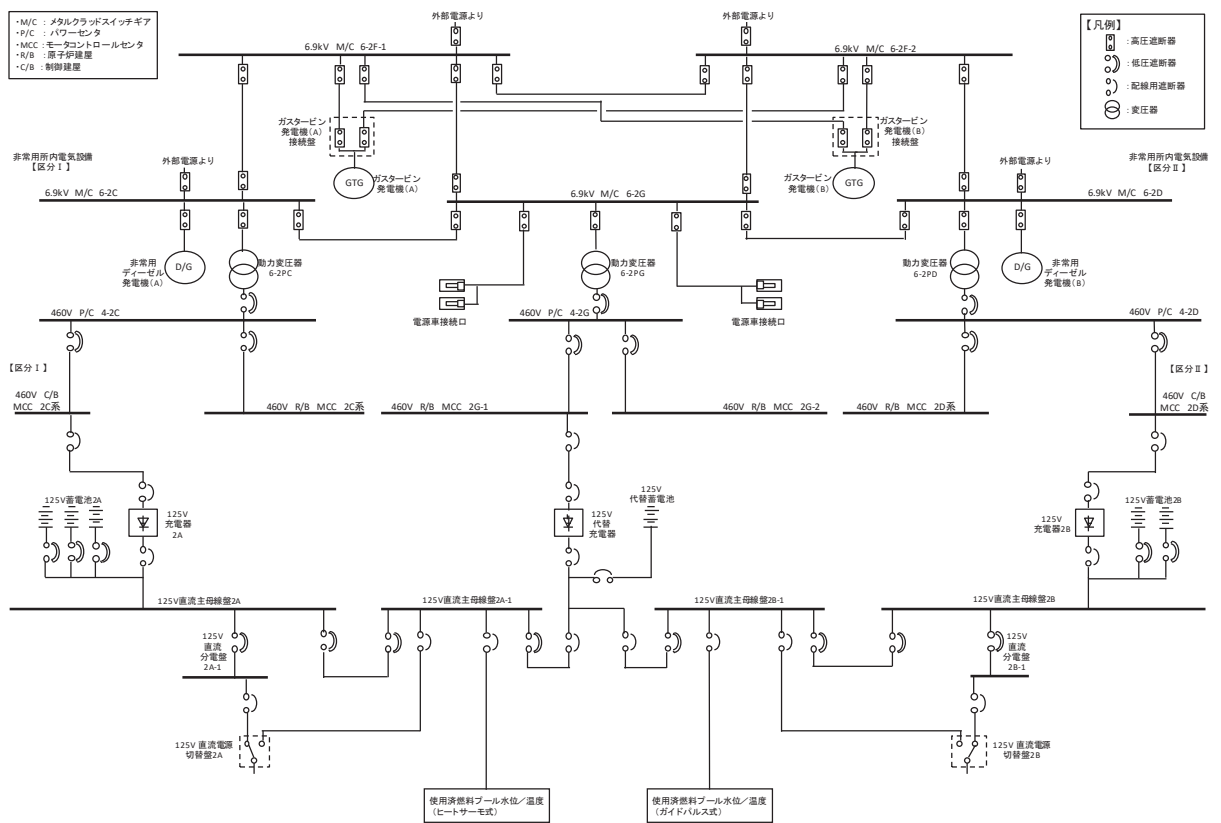 ・M/C ： メタルクラッドスイッチギア
・P/C ： パワーセンタ
・MCC ：モータコントロールセンタ
・R/B ：原子炉建屋
・C/B ：制御建屋
外部電源より
外部電源より
【凡例】
：高圧遮断器
：低圧遮断器
：配線用遮断器
：変圧器
6.9kV M/C 6-2F-1
6.9kV M/C 6-2F-2
ガスタービン
発電機(A)
接続盤
ガスタービン
発電機(B)
接続盤
非常用所内電気設備
【区分Ⅰ】
外部電源より
GTG
ガスタービン
発電機(A)
ガスタービン
発電機(B)
GTG
外部電源より
非常用所内電気設備
【区分Ⅱ】
6.9kV M/C 6-2C
6.9kV M/C 6-2G
6.9kV M/C 6-2D
非常用
ディーゼル
発電機(A)
D/G
動力変圧器
6-2PC
動力変圧器
6-2PG
動力変圧器
6-2PD
D/G
非常用
ディーゼル
発電機(B)
電源車接続口
電源車接続口
460V P/C 4-2C
460V P/C 4-2G
460V P/C 4-2D
【区分Ⅰ】
【区分Ⅱ】
460V C/B
MCC 2C系
460V R/B MCC 2C系
460V R/B MCC 2G-1
460V R/B MCC 2G-2
460V R/B MCC 2D系
460V C/B
MCC 2D系
125V蓄電池2A
125V
充電器
2A
125V
代替
充電器
125V
代替蓄電池
125V
充電器2B
125V蓄電池2B
125V直流主母線盤2A
125V直流主母線盤2A-1
125V直流主母線盤2B-1
125V直流主母線盤2B
125V
直流
分電盤
2A-1
125V
直流
分電盤
2B-1
125V 直流電源
切替盤2A
125V 直流電源
切替盤2B
使用済燃料プール水位／温度
（ヒートサーモ式）
使用済燃料プール水位／温度
（ガイドパルス式）